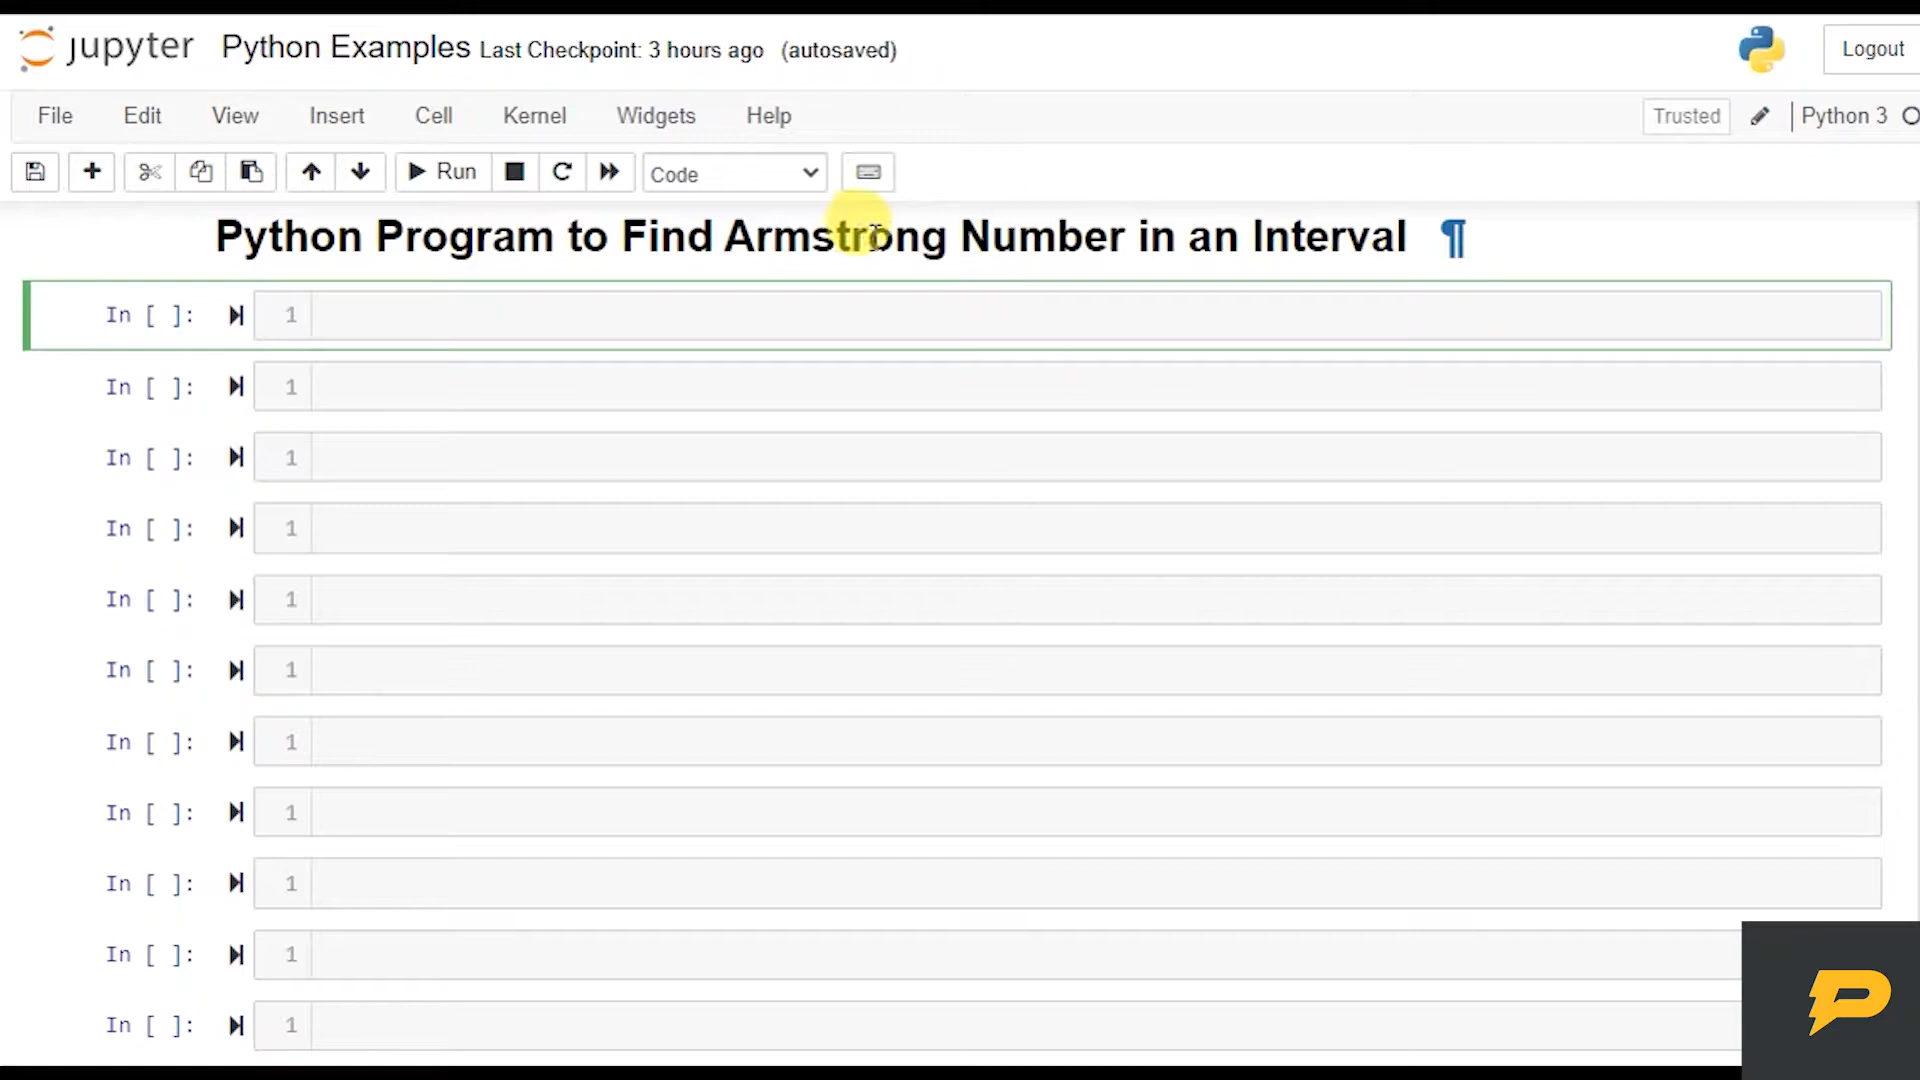 jupyter Python Examples Last Checkpoint: 3 hours ago (autosaved) Logout
File Edit View Insert Cell Kernel Widgets Help Trusted Python 3
Run Code
Python Program to Find Armstrong Number in an Interval ¶
In [ ]: 1
In [ ]: 1
In [ ]: 1
In [ ]: 1
In [ ]: 1
In [ ]: 1
In [ ]: 1
In [ ]: 1
In [ ]: 1
In [ ]: 1
In [ ]: 1
P